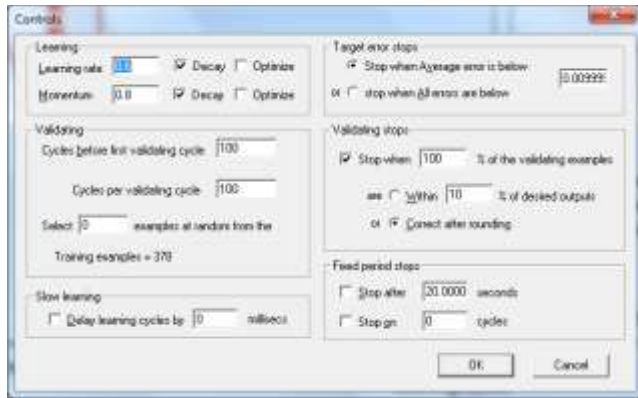 Controls
Learning
Learning rate Decay Optimize
Momentum 0.8 Decay Optimize
Validating
Cycles before first validating cycle 100
Cycles per validating cycle 100
Select 0 examples at random from the
Training examples = 378
Slow learning
Delay learning cycles by 0 millisecs
Target error stops
Stop when Average error is below
or stop when All errors are below
0.00999
Validating stops
Stop when 100 % of the validating examples
are Within 10 % of desired outputs
or Correct after rounding
Fixed period stops
Stop after 20.0000 seconds
Stop on 0 cycles
OK Cancel